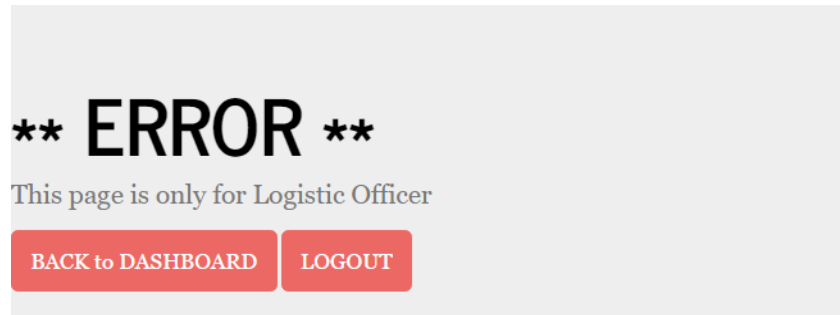 ** ERROR **
This page is only for Logistic Officer
BACK to DASHBOARD LOGOUT